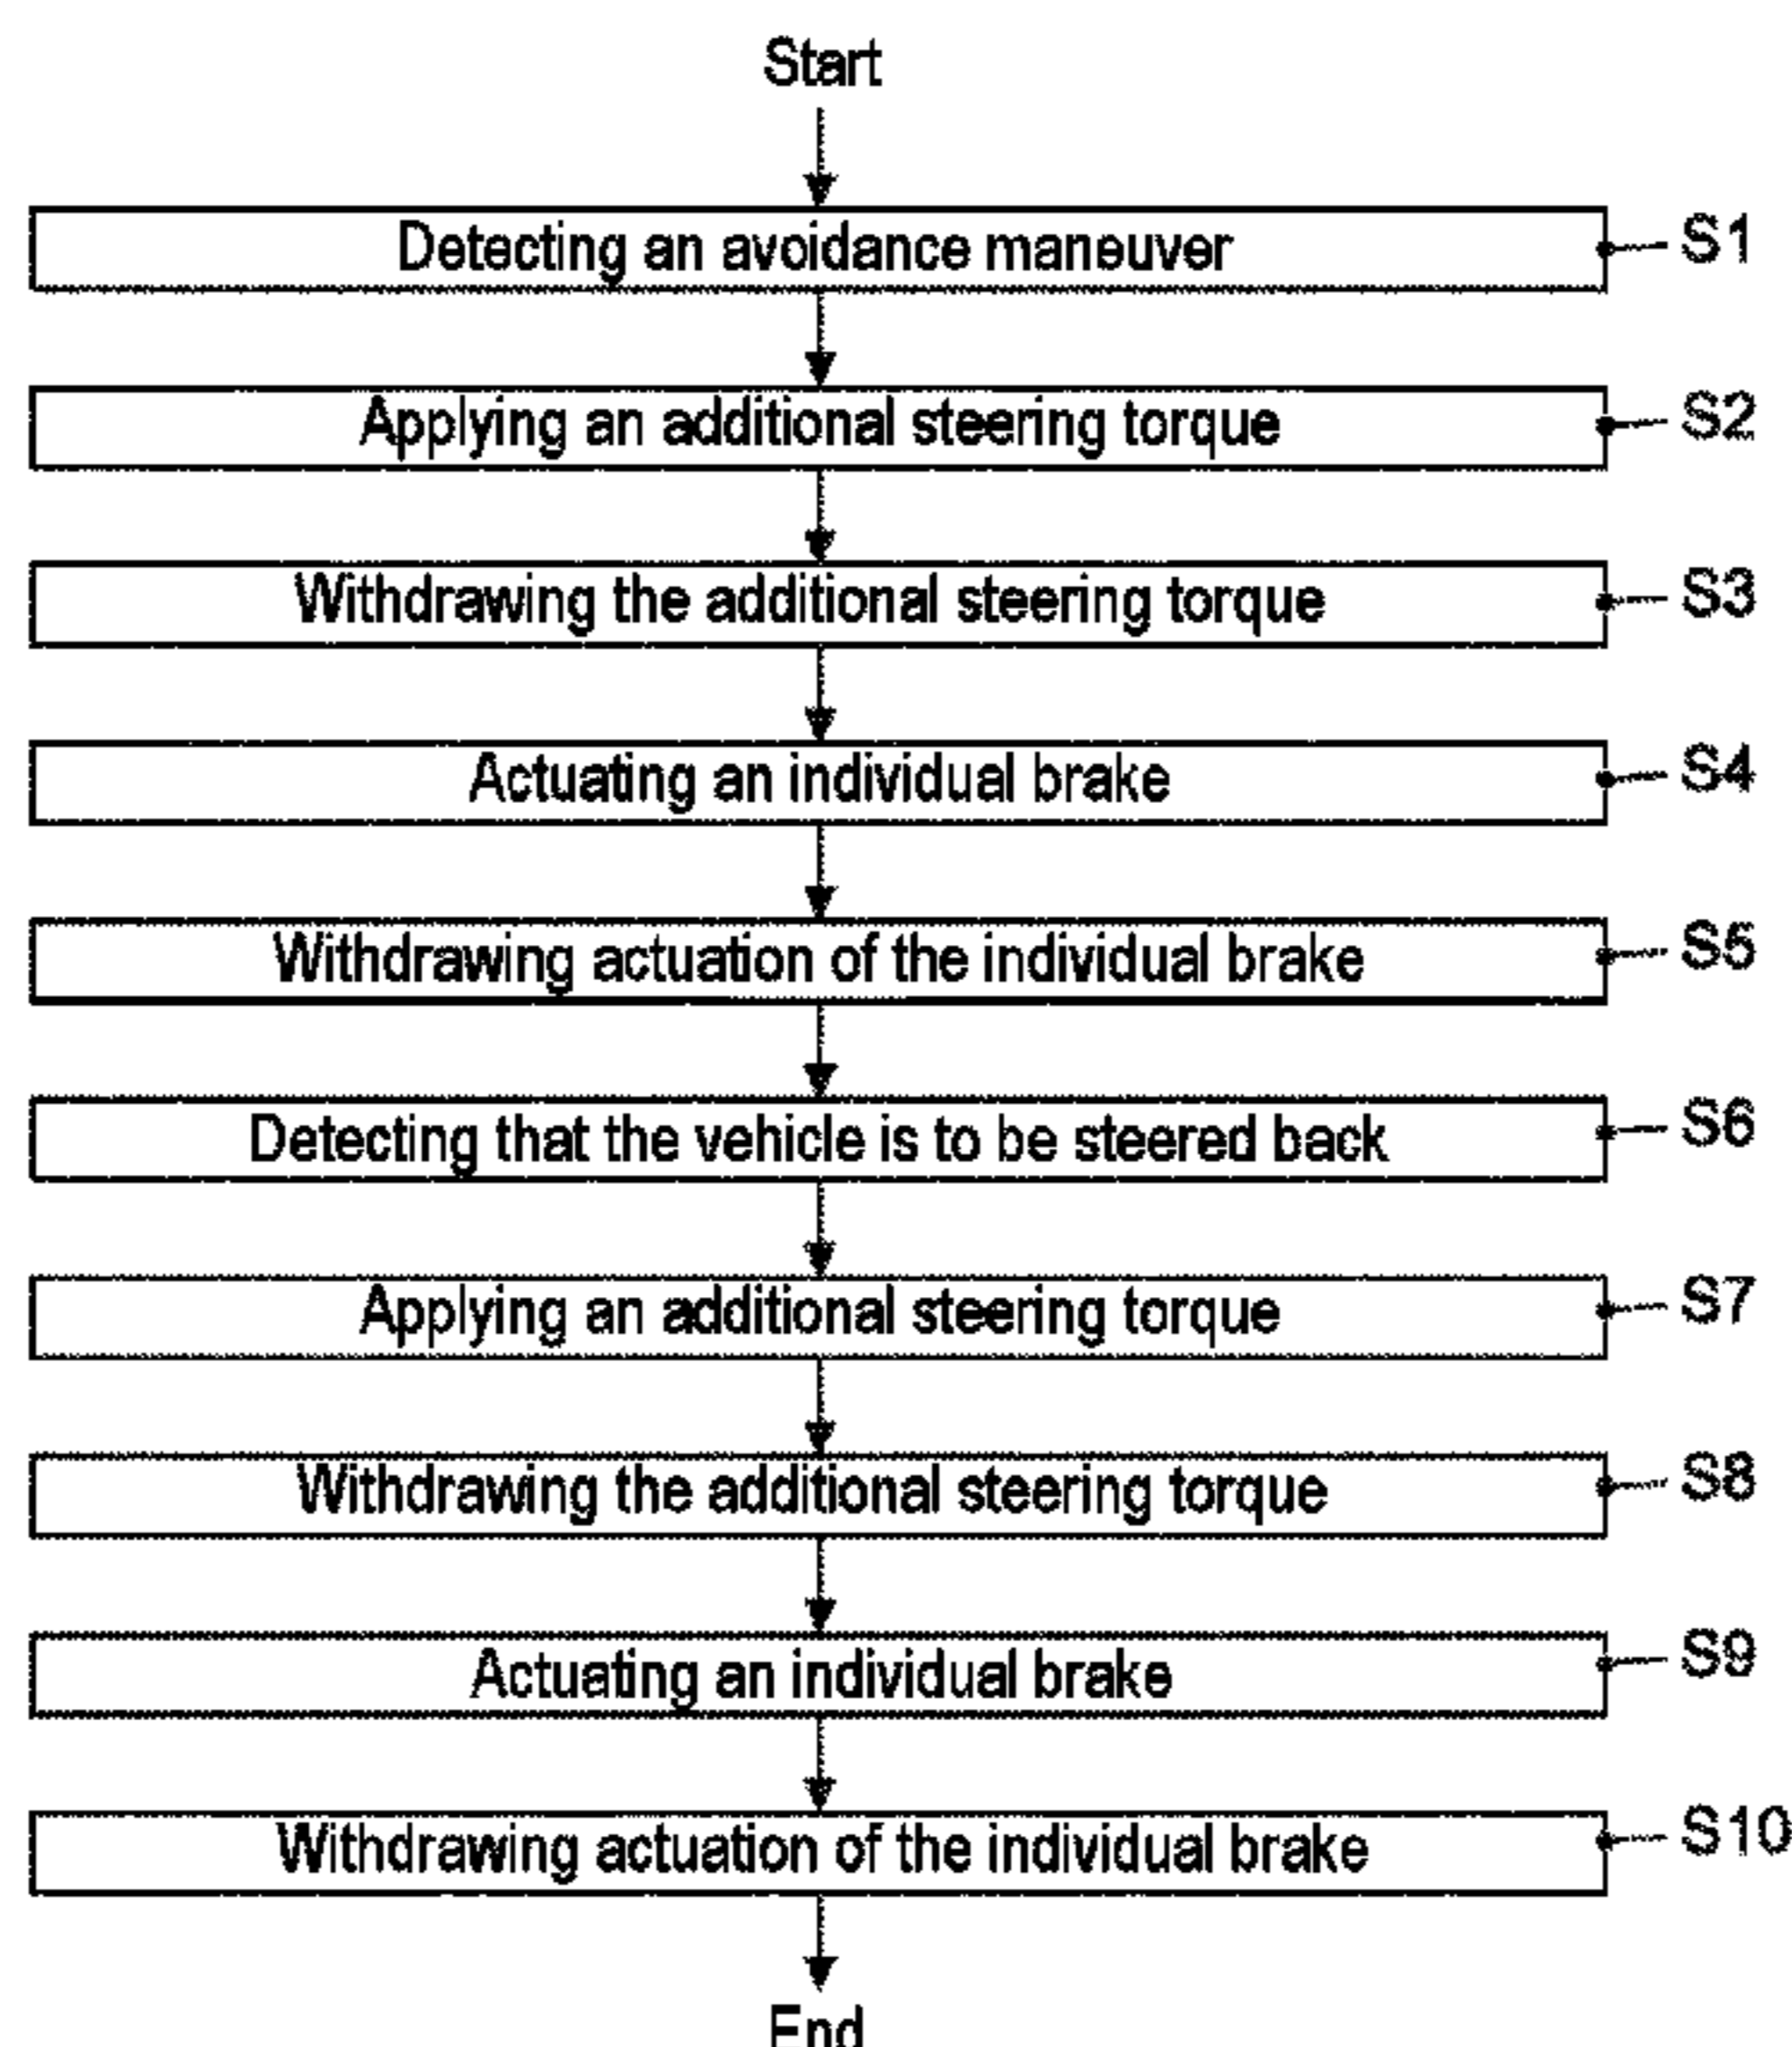 Start
Detecting an avoidance maneuver S1
Applying an additional steering torque S2
Withdrawing the additional steering torque S3
Actuating an individual brake S4
Withdrawing actuation of the individual brake S5
Detecting that the vehicle is to be steered back S6
Applying an additional steering torque S7
Withdrawing the additional steering torque S8
Actuating an individual brake S9
Withdrawing actuation of the individual brake S10
End